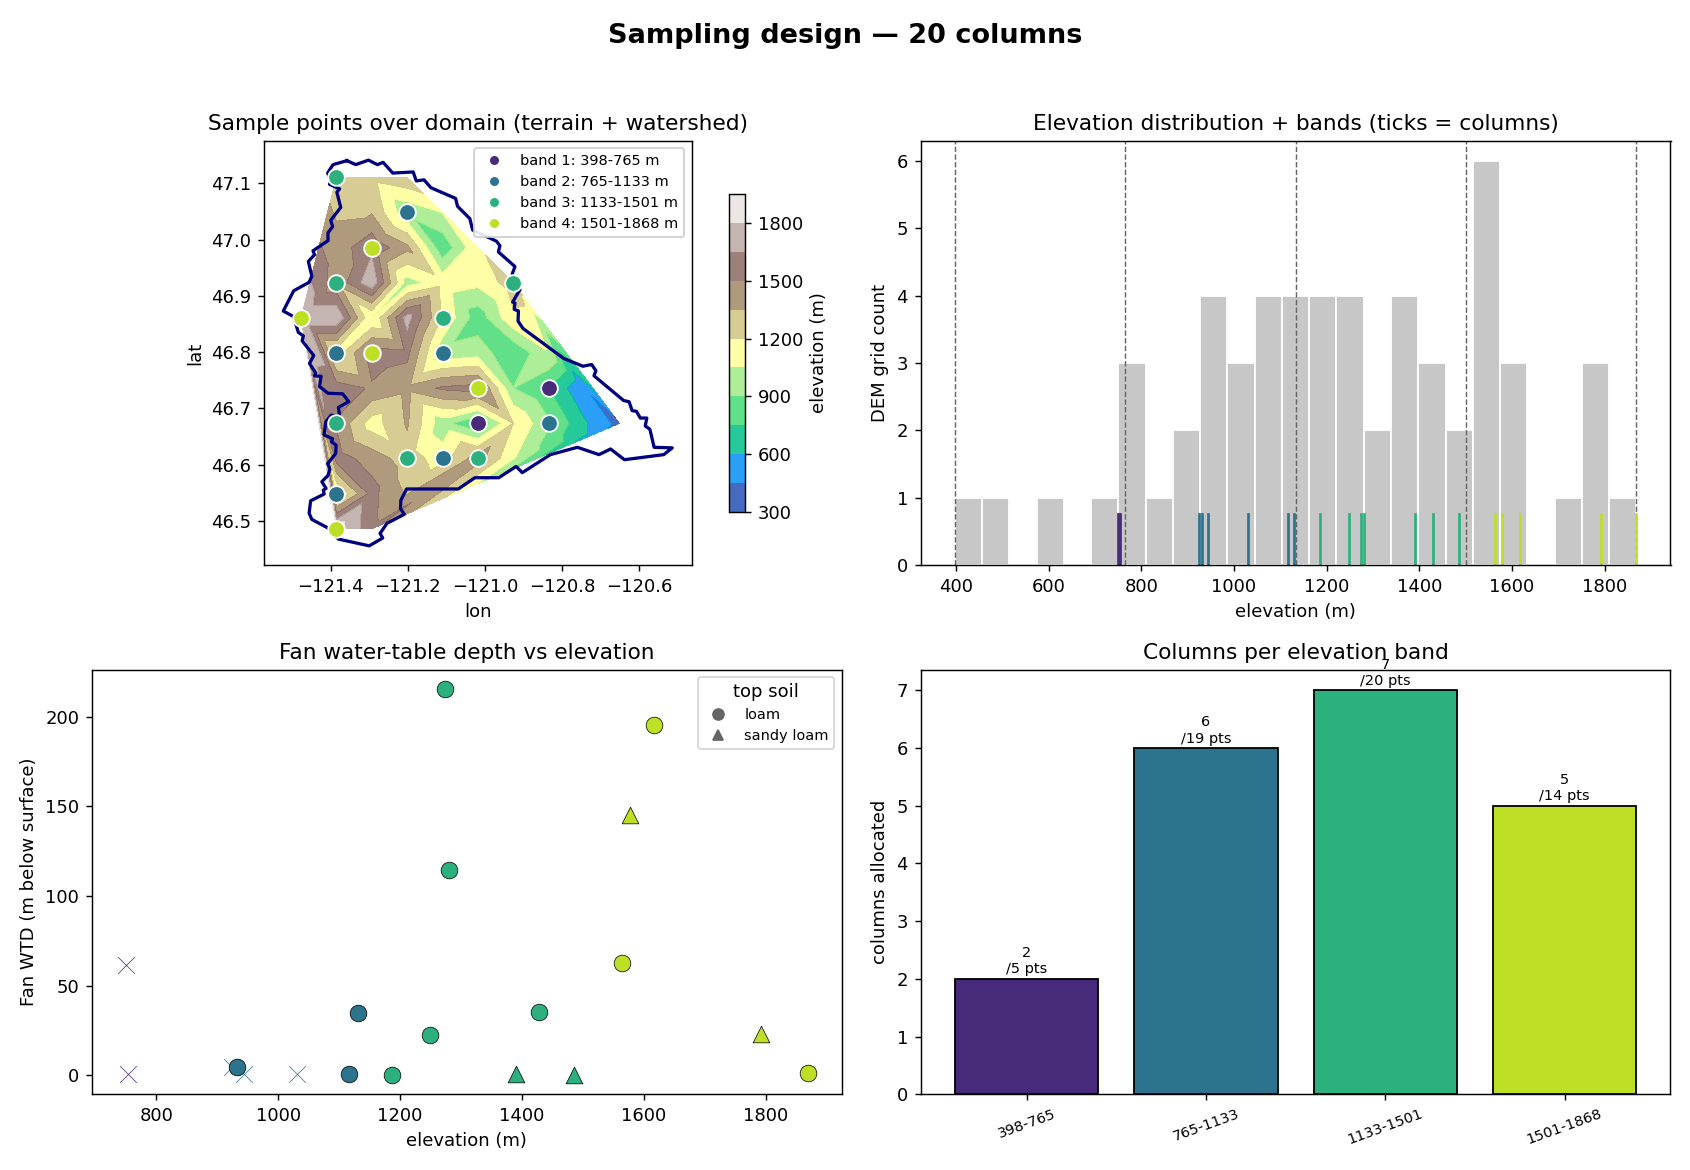 Sampling design — 20 columns
Sample points over domain (terrain + watershed)
band 1: 398-765 m
band 2: 765-1133 m
band 3: 1133-1501 m
band 4: 1501-1868 m
47.1
47.0
46.9
46.8
46.7
46.6
46.5
lat
−121.4
−121.2
−121.0
−120.8
−120.6
lon
1800
1500
1200
900
600
300
elevation (m)
Elevation distribution + bands (ticks = columns)
6
5
4
3
2
1
0
DEM grid count
400
600
800
1000
1200
1400
1600
1800
elevation (m)
Fan water-table depth vs elevation
top soil
loam
sandy loam
200
150
100
50
0
Fan WTD (m below surface)
800
1000
1200
1400
1600
1800
elevation (m)
Columns per elevation band
7
6
5
4
3
2
1
0
columns allocated
2
/5 pts
6
/19 pts
7
/20 pts
5
/14 pts
398-765
765-1133
1133-1501
1501-1868